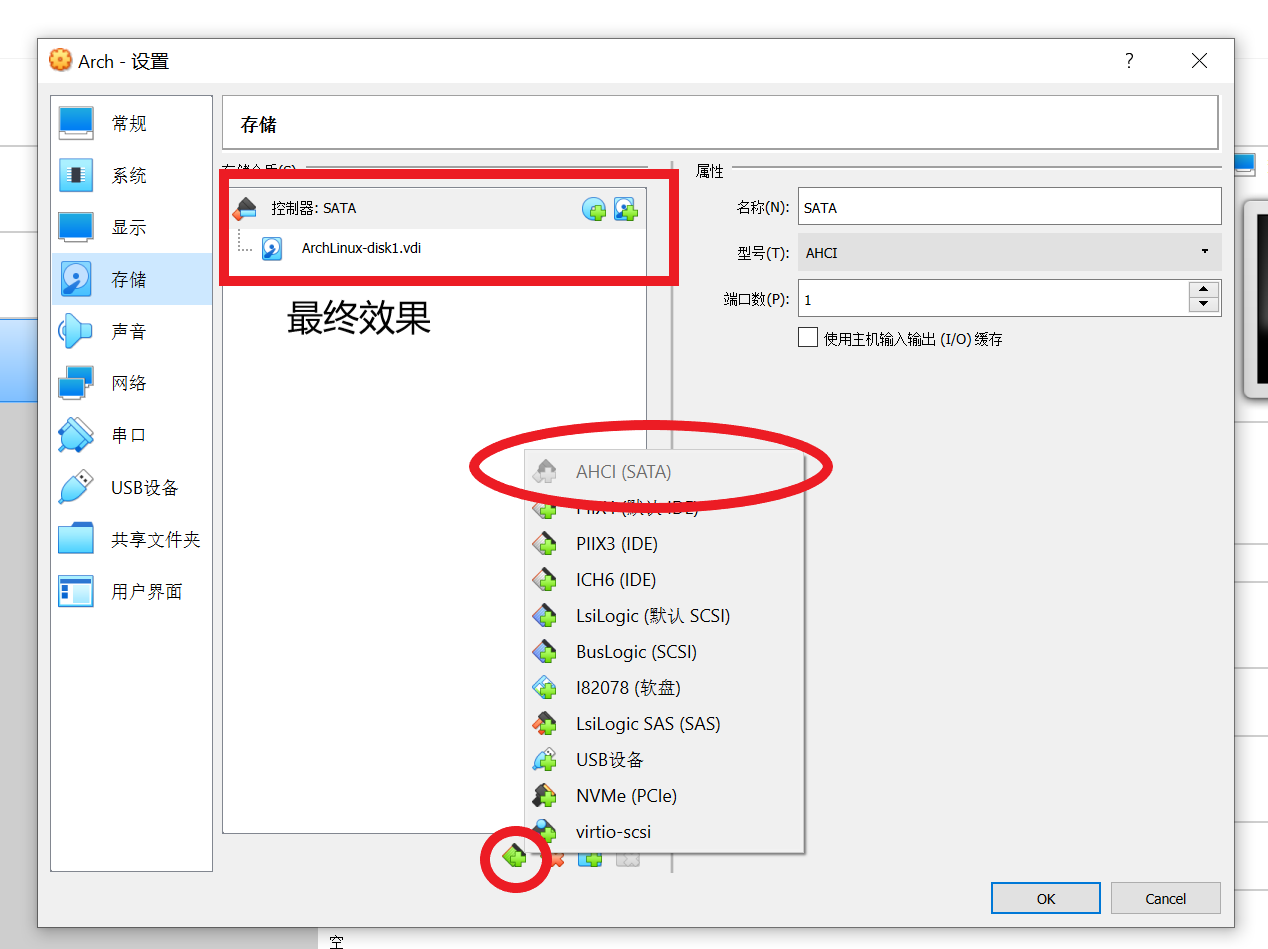 Arch - 设置
?
常规
系统
显示
存储
声音
网络
串口
USB设备
共享文件夹
用户界面
存储
存储介质(S)
控制器: SATA
ArchLinux-disk1.vdi
最终效果
属性
名称(N): SATA
型号(T): AHCI
端口数(P): 1
使用主机输入输出 (I/O) 缓存
AHCI (SATA)
PIIX4 (默认 IDE)
PIIX3 (IDE)
ICH6 (IDE)
LsiLogic (默认 SCSI)
BusLogic (SCSI)
I82078 (软盘)
LsiLogic SAS (SAS)
USB设备
NVMe (PCIe)
virtio-scsi
OK
Cancel
空